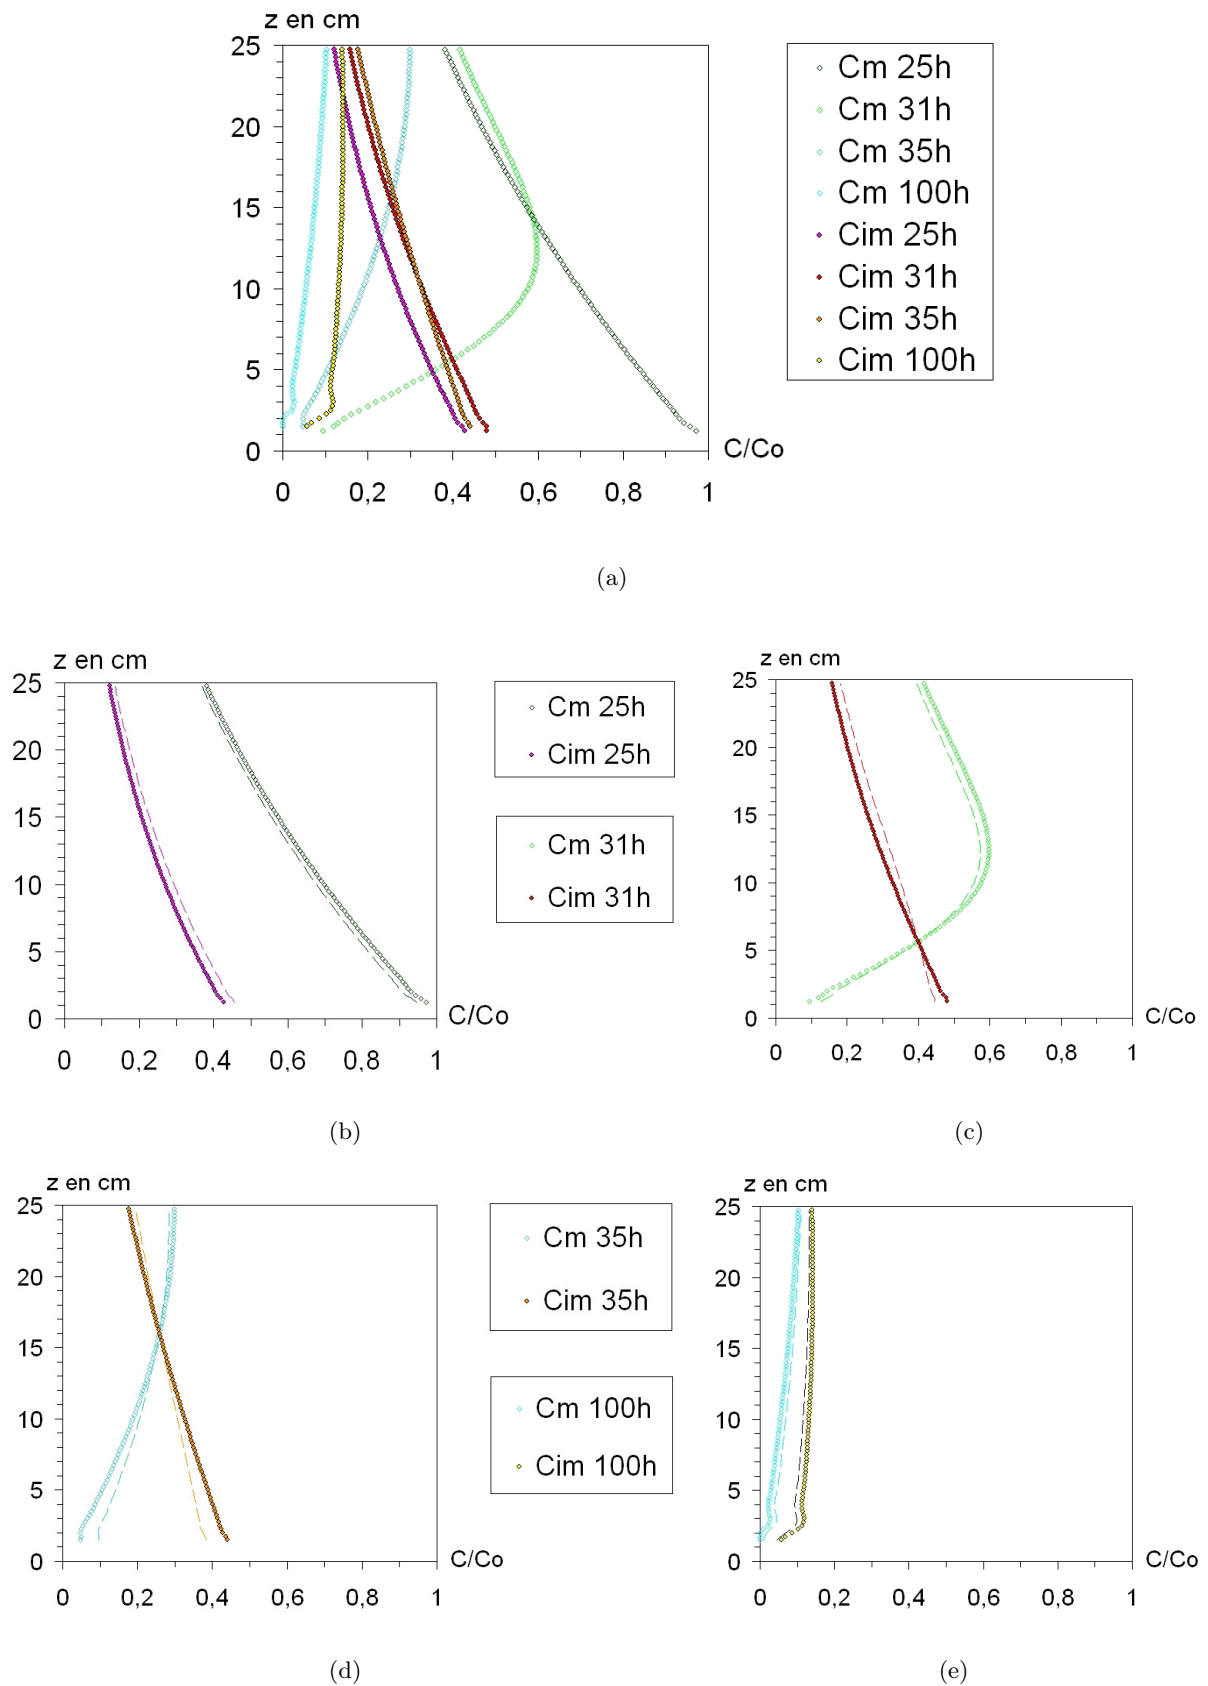 z en cm
25
20
15
10
5
0
C/Co
0 0,2 0,4 0,6 0,8 1
Cm 25h
Cm 31h
Cm 35h
Cm 100h
Cim 25h
Cim 31h
Cim 35h
Cim 100h
(a)
z en cm
25
20
15
10
5
0
C/Co
0 0,2 0,4 0,6 0,8 1
Cm 25h
Cim 25h
Cm 31h
Cim 31h
z en cm
25
20
15
10
5
0
C/Co
0 0,2 0,4 0,6 0,8 1
(b)
(c)
z en cm
25
20
15
10
5
0
C/Co
0 0,2 0,4 0,6 0,8 1
Cm 35h
Cim 35h
Cm 100h
Cim 100h
z en cm
25
20
15
10
5
0
C/Co
0 0,2 0,4 0,6 0,8 1
(d)
(e)